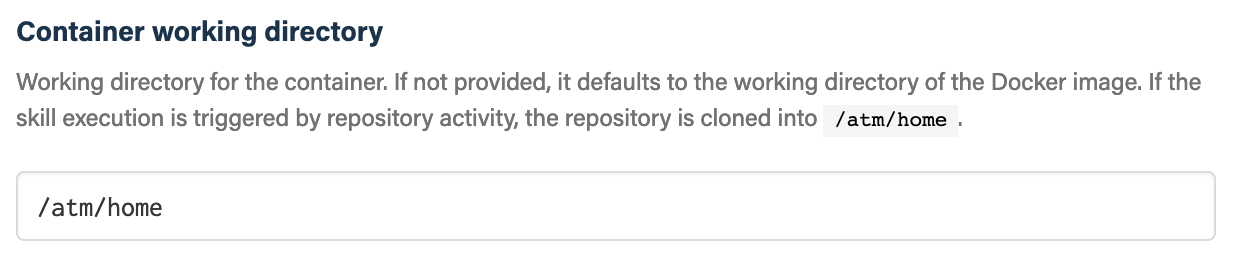 Container working directory
Working directory for the container. If not provided, it defaults to the working directory of the Docker image. If the
skill execution is triggered by repository activity, the repository is cloned into /atm/home .
/atm/home